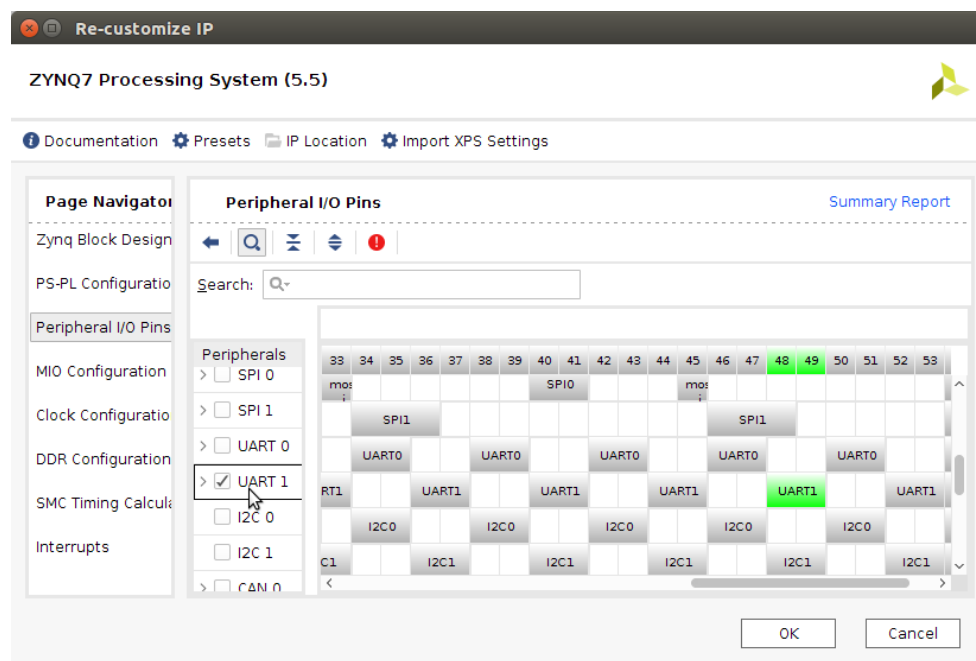 Re-customize IP
ZYNQ7 Processing System (5.5)
Documentation Presets IP Location Import XPS Settings
Page Navigator
Zynq Block Design
PS-PL Configuratio
Peripheral I/O Pins
MIO Configuration
Clock Configuratio
DDR Configuration
SMC Timing Calcula
Interrupts
Peripheral I/O Pins Summary Report
Search:
Peripherals 33 34 35 36 37 38 39 40 41 42 43 44 45 46 47 48 49 50 51 52 53
SPI 0 mosi SPI0 mosi
SPI 1 SPI1 SPI1
UART 0 UART0 UART0 UART0 UART0 UART0
UART 1 RT1 UART1 UART1 UART1 UART1 UART1
I2C 0 I2C0 I2C0 I2C0 I2C0 I2C0
I2C 1 C1 I2C1 I2C1 I2C1 I2C1 I2C1
CAN 0
OK Cancel